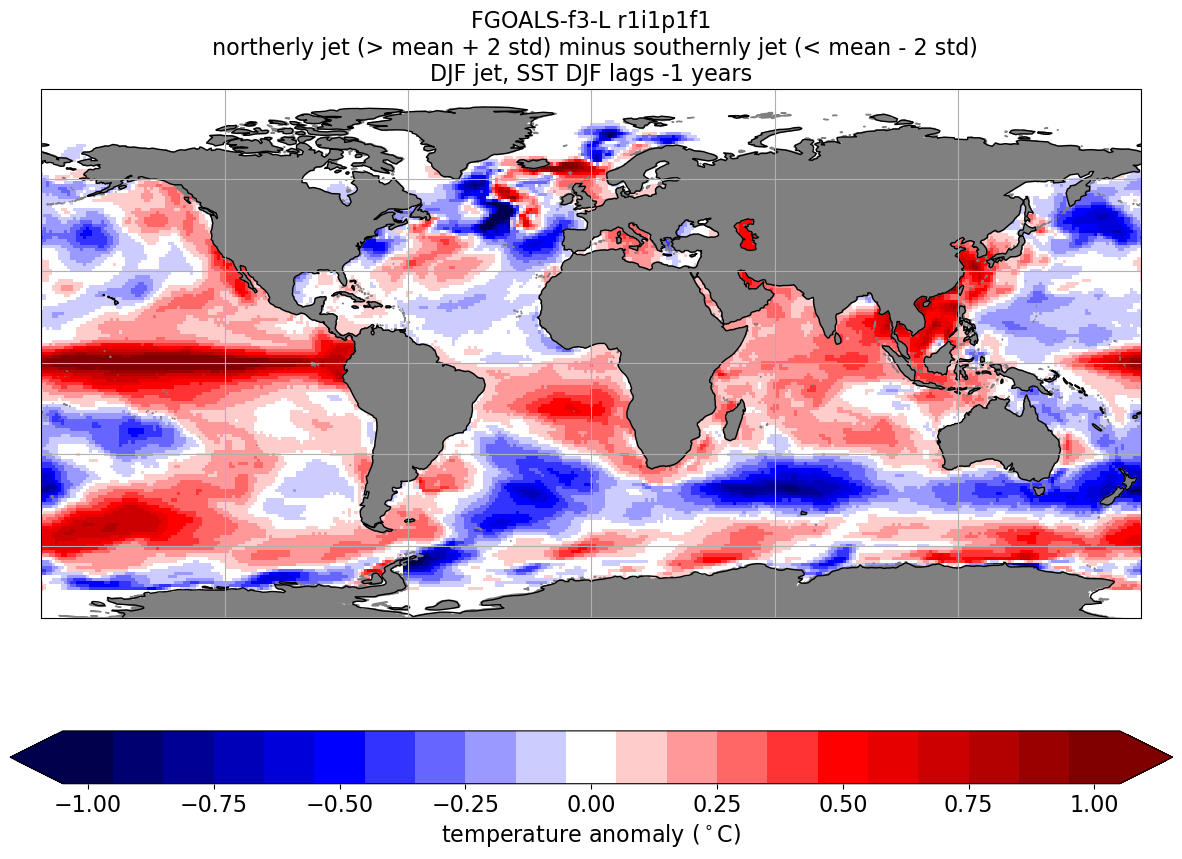 FGOALS-f3-L r1i1p1f1
northerly jet (> mean + 2 std) minus southernly jet (< mean - 2 std)
DJF jet, SST DJF lags -1 years
−1.00 −0.75 −0.50 −0.25 0.00 0.25 0.50 0.75 1.00
temperature anomaly (°C)